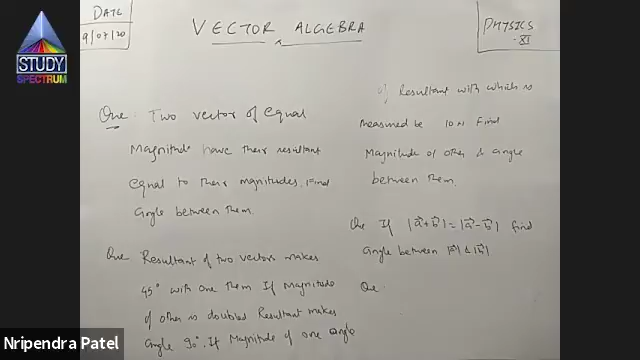 DATE
9/07/20
VECTOR ALGEBRA
PHYSICS
-XI
STUDY
SPECTRUM
Que. Two vector of equal
Magnitude have their resultant
equal to their magnitudes. Find
angle between them.
Que Resultant of two vectors makes
45° with one them If Magnitude
of other is doubled Resultant makes
angle 90°. If Magnitude of one angle
of Resultant with which is
measured be 10 N Find
Magnitude of other & angle
between them.
Que If |a⃗+b⃗| = |a⃗-b⃗| find
angle between |a⃗| & |b⃗|
Que
Nripendra Patel